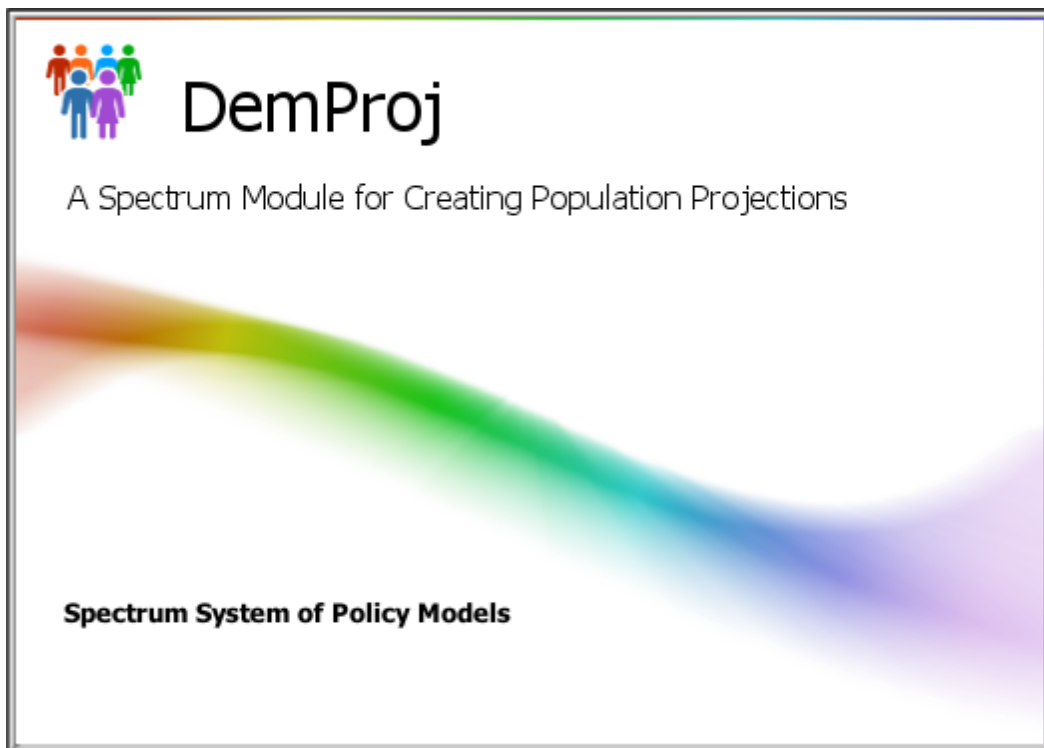 DemProj
A Spectrum Module for Creating Population Projections
Spectrum System of Policy Models